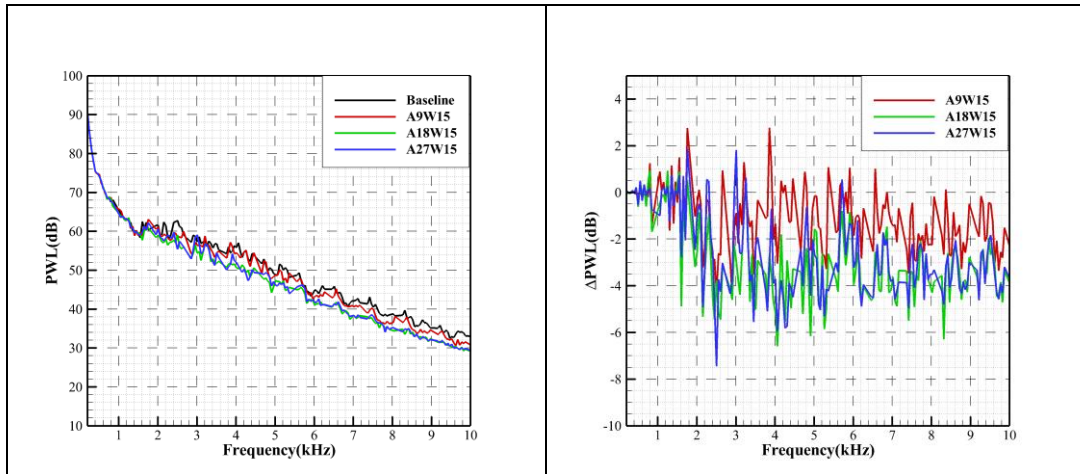 100
90
80
70
60
50
40
30
20
10
PWL(dB)
Baseline
A9W15
A18W15
A27W15
1 2 3 4 5 6 7 8 9 10
Frequency(kHz)
4
2
0
-2
-4
-6
-8
-10
ΔPWL(dB)
A9W15
A18W15
A27W15
1 2 3 4 5 6 7 8 9 10
Frequency(kHz)